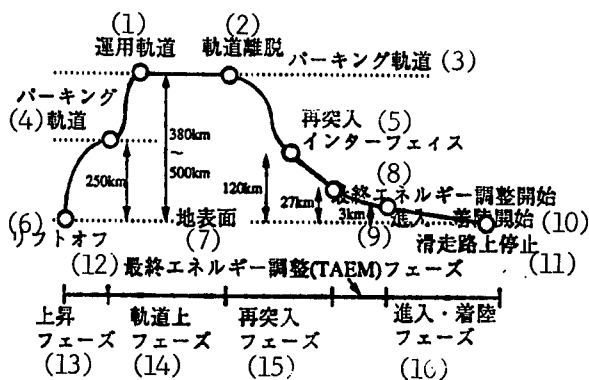 (1)
運用軌道
(2)
軌道離脱
パーキング軌道 (3)
パーキング
(4) 軌道
380km
～
500km
250km
再突入 (5)
インターフェイス
120km
(8)
27km
最終エネルギー調整開始
3km
進入・着陸開始 (10)
(6)
リフトオフ
地表面
(7)
(9)
滑走路上停止
(11)
(12) 最終エネルギー調整(TAEM)フェーズ
上昇
フェーズ
(13)
軌道上
フェーズ
(14)
再突入
フェーズ
(15)
進入・着陸
フェーズ
(16)